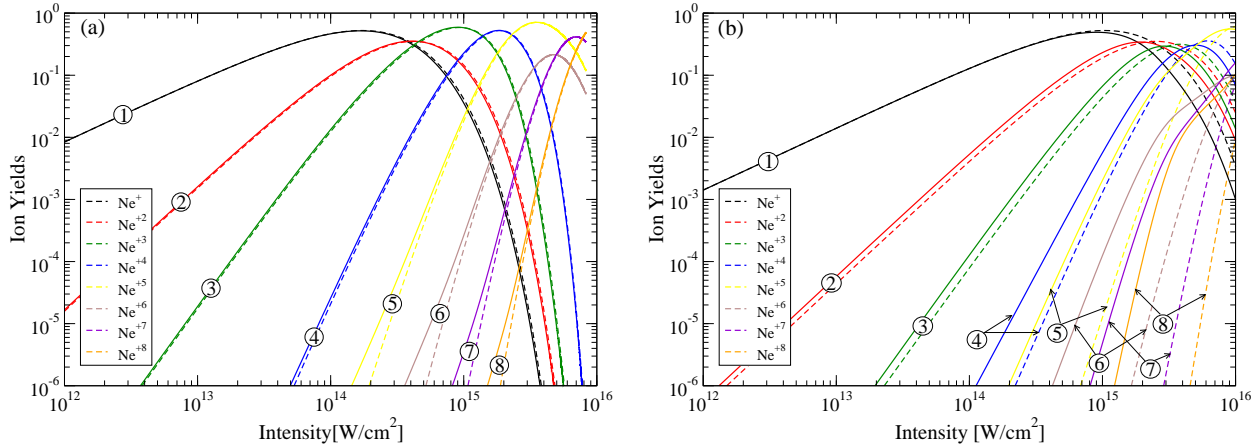 (a)
Ion Yields
10^0
10^-1
10^-2
10^-3
10^-4
10^-5
10^-6
1
2
3
4
5
6
7
8
Ne^+
Ne^+2
Ne^+3
Ne^+4
Ne^+5
Ne^+6
Ne^+7
Ne^+8
10^12 10^13 10^14 10^15 10^16
Intensity[W/cm^2]
(b)
Ion Yields
10^0
10^-1
10^-2
10^-3
10^-4
10^-5
10^-6
1
2
3
4
5
6
7
8
Ne^+
Ne^+2
Ne^+3
Ne^+4
Ne^+5
Ne^+6
Ne^+7
Ne^+8
10^12 10^13 10^14 10^15 10^16
Intensity [W/cm^2]